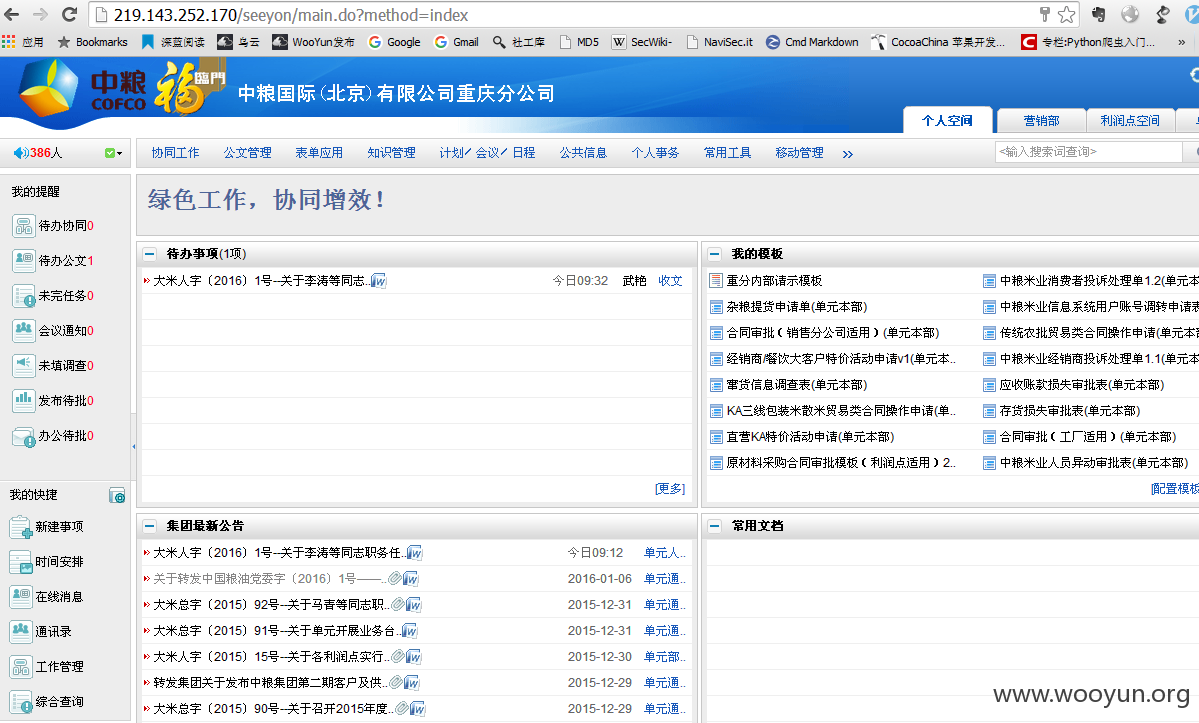 219.143.252.170/seeyon/main.do?method=index
应用 Bookmarks 深蓝阅读 乌云 WooYun发布 Google Gmail 社工库 MD5 SecWiki- NaviSec.it Cmd Markdown CocoaChina 苹果开发... 专栏:Python爬虫入门... »
中粮 COFCO 福臨門
中粮国际(北京)有限公司重庆分公司
个人空间 营销部 利润点空间
386人
协同工作 公文管理 表单应用 知识管理 计划/会议/日程 公共信息 个人事务 常用工具 移动管理 »
<输入搜索词查询>
我的提醒
待办协同0
待办公文1
未完任务0
会议通知0
未填调查0
发布待批0
办公待批0
我的快捷
新建事项
时间安排
在线消息
通讯录
工作管理
综合查询
绿色工作，协同增效！
待办事项(1项)
大米人字〔2016〕1号--关于李涛等同志.. 今日09:32 武艳 收文
[更多]
我的模板
重分内部请示模板 中粮米业消费者投诉处理单1.2(单元本
杂粮提货申请单(单元本部) 中粮米业信息系统用户账号调转申请表
合同审批（销售分公司适用）(单元本部) 传统农批贸易类合同操作申请(单元本
经销商/餐饮大客户特价活动申请v1(单元本.. 中粮米业经销商投诉处理单1.1(单元本
窜货信息调查表(单元本部) 应收账款损失审批表(单元本部)
KA三线包装米散米贸易类合同操作申请(单.. 存货损失审批表(单元本部)
直营KA特价活动申请(单元本部) 合同审批（工厂适用）(单元本部)
原材料采购合同审批模板（利润点适用）2.. 中粮米业人员异动审批表(单元本部)
[配置模板
集团最新公告
大米人字〔2016〕1号--关于李涛等同志职务任.. 今日09:12 单元人..
关于转发中国粮油党委字〔2016〕1号——.. 2016-01-06 单元通..
大米总字〔2015〕92号--关于马青等同志职.. 2015-12-31 单元通..
大米总字〔2015〕91号--关于单元开展业务台.. 2015-12-31 单元通..
大米人字〔2015〕15号--关于各利润点实行.. 2015-12-30 单元部..
转发集团关于发布中粮集团第二期客户及供.. 2015-12-29 单元通..
大米总字〔2015〕90号--关于召开2015年度.. 2015-12-29 单元通..
常用文档
www.wooyun.org